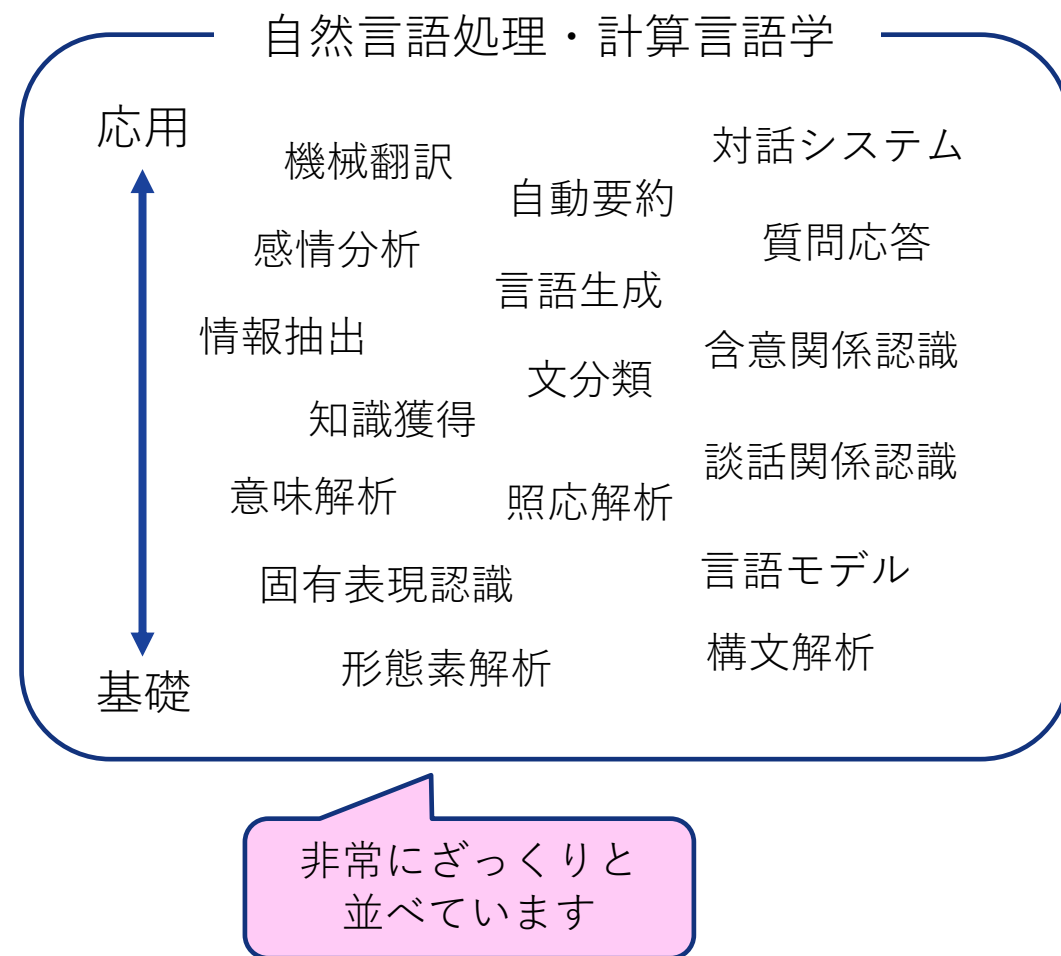 自然言語処理・計算言語学
応用
機械翻訳
対話システム
自動要約
感情分析
質問応答
言語生成
情報抽出
含意関係認識
文分類
知識獲得
談話関係認識
意味解析
照応解析
固有表現認識
言語モデル
形態素解析
構文解析
基礎
非常にざっくりと
並べています